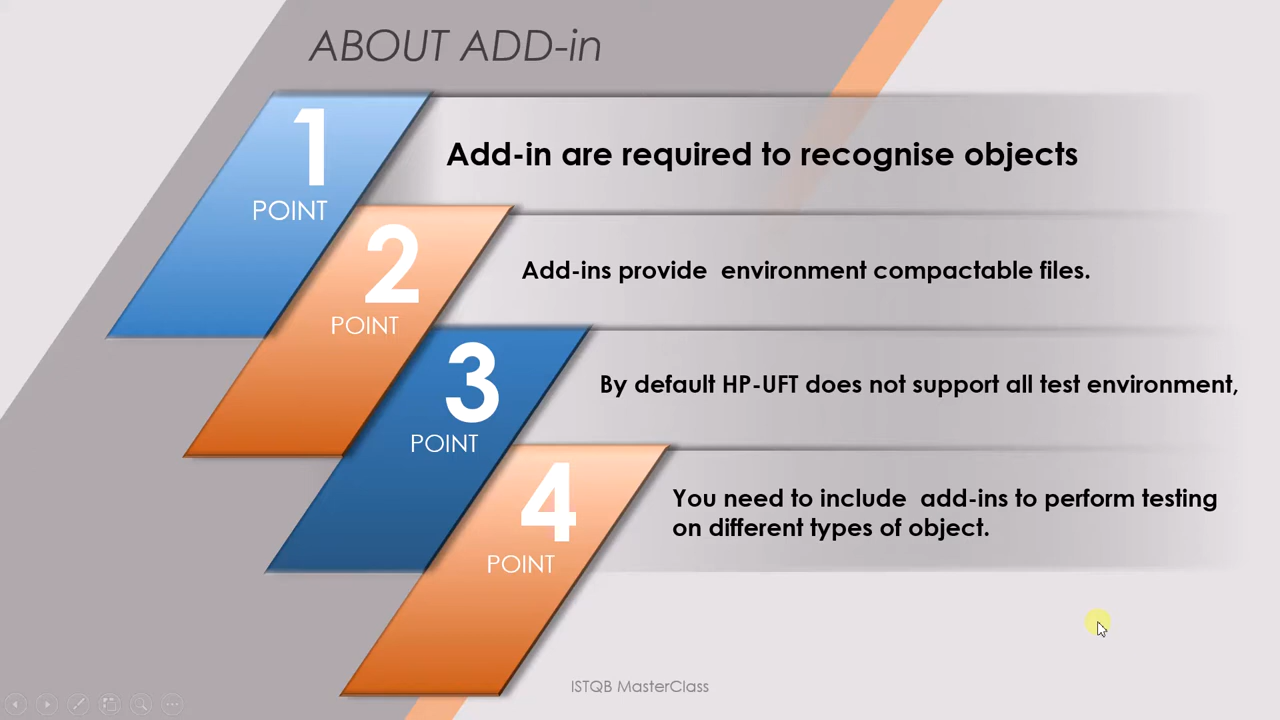 ABOUT ADD-in
1
POINT
Add-in are required to recognise objects
2
POINT
Add-ins provide environment compactable files.
3
POINT
By default HP-UFT does not support all test environment,
4
POINT
You need to include add-ins to perform testing
on different types of object.
ISTQB MasterClass